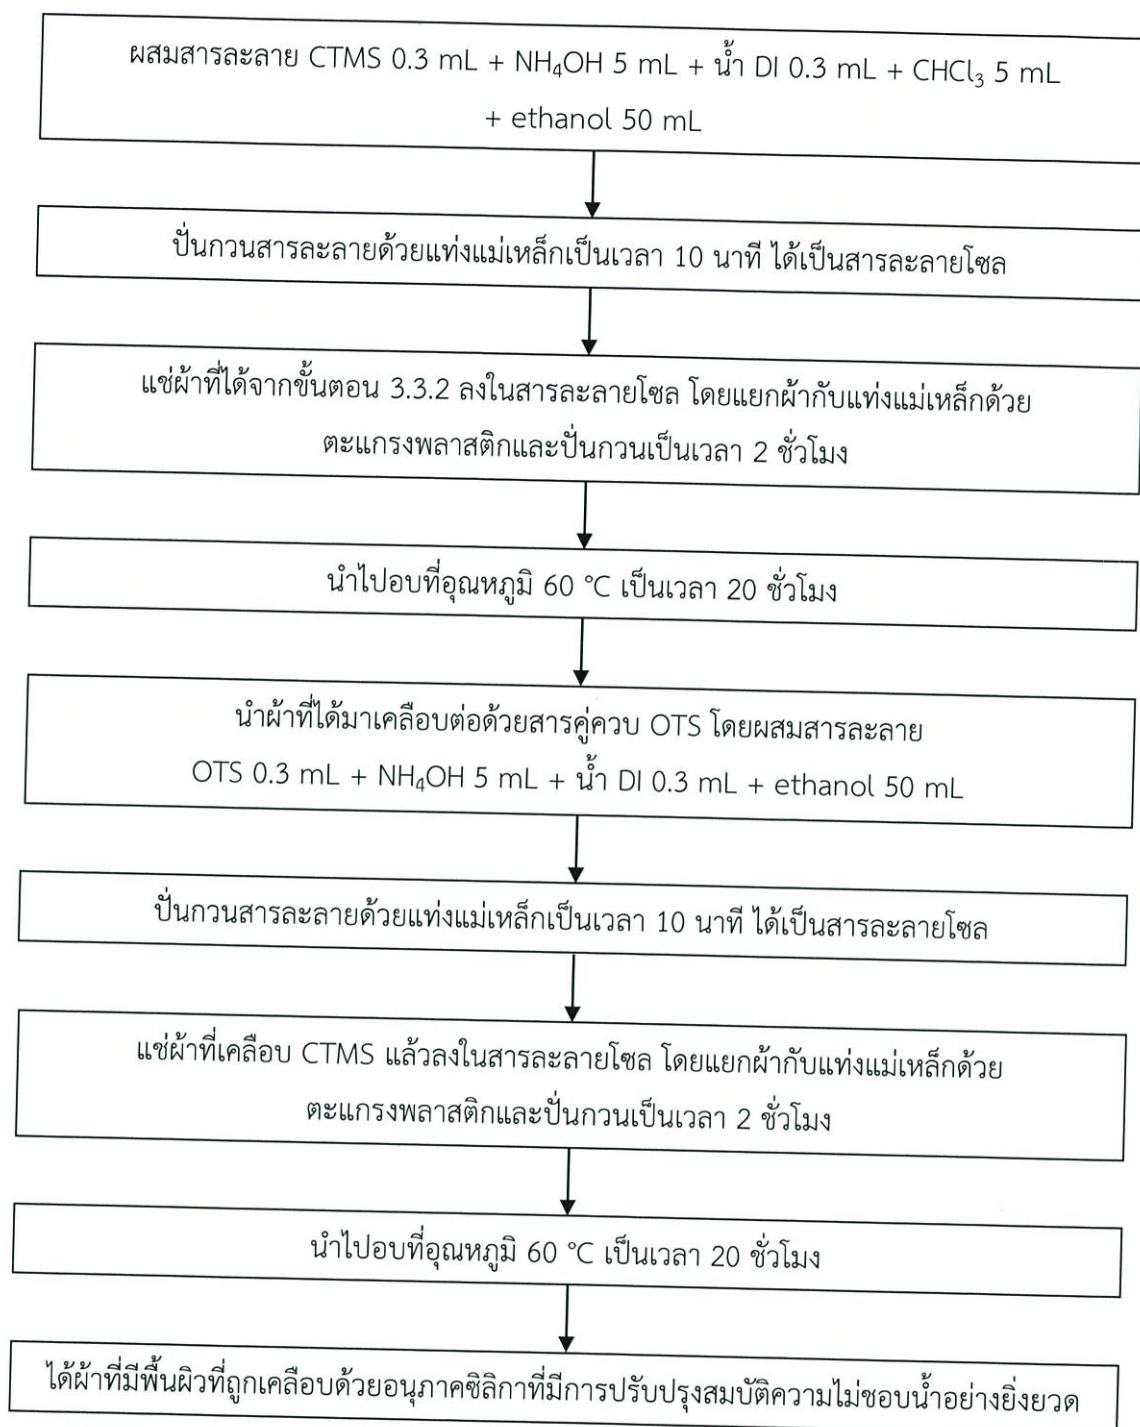 ผสมสารละลาย CTMS 0.3 mL + NH₄OH 5 mL + น้ำ DI 0.3 mL + CHCl₃ 5 mL
+ ethanol 50 mL
ปั่นกวนสารละลายด้วยแท่งแม่เหล็กเป็นเวลา 10 นาที ได้เป็นสารละลายโซล
แช่ผ้าที่ได้จากขั้นตอน 3.3.2 ลงในสารละลายโซล โดยแยกผ้ากับแท่งแม่เหล็กด้วย
ตะแกรงพลาสติกและปั่นกวนเป็นเวลา 2 ชั่วโมง
นำไปอบที่อุณหภูมิ 60 °C เป็นเวลา 20 ชั่วโมง
นำผ้าที่ได้มาเคลือบต่อด้วยสารคู่ควบ OTS โดยผสมสารละลาย
OTS 0.3 mL + NH₄OH 5 mL + น้ำ DI 0.3 mL + ethanol 50 mL
ปั่นกวนสารละลายด้วยแท่งแม่เหล็กเป็นเวลา 10 นาที ได้เป็นสารละลายโซล
แช่ผ้าที่เคลือบ CTMS แล้วลงในสารละลายโซล โดยแยกผ้ากับแท่งแม่เหล็กด้วย
ตะแกรงพลาสติกและปั่นกวนเป็นเวลา 2 ชั่วโมง
นำไปอบที่อุณหภูมิ 60 °C เป็นเวลา 20 ชั่วโมง
ได้ผ้าที่มีพื้นผิวที่ถูกเคลือบด้วยอนุภาคซิลิกาที่มีการปรับปรุงสมบัติความไม่ชอบน้ำอย่างยิ่งยวด